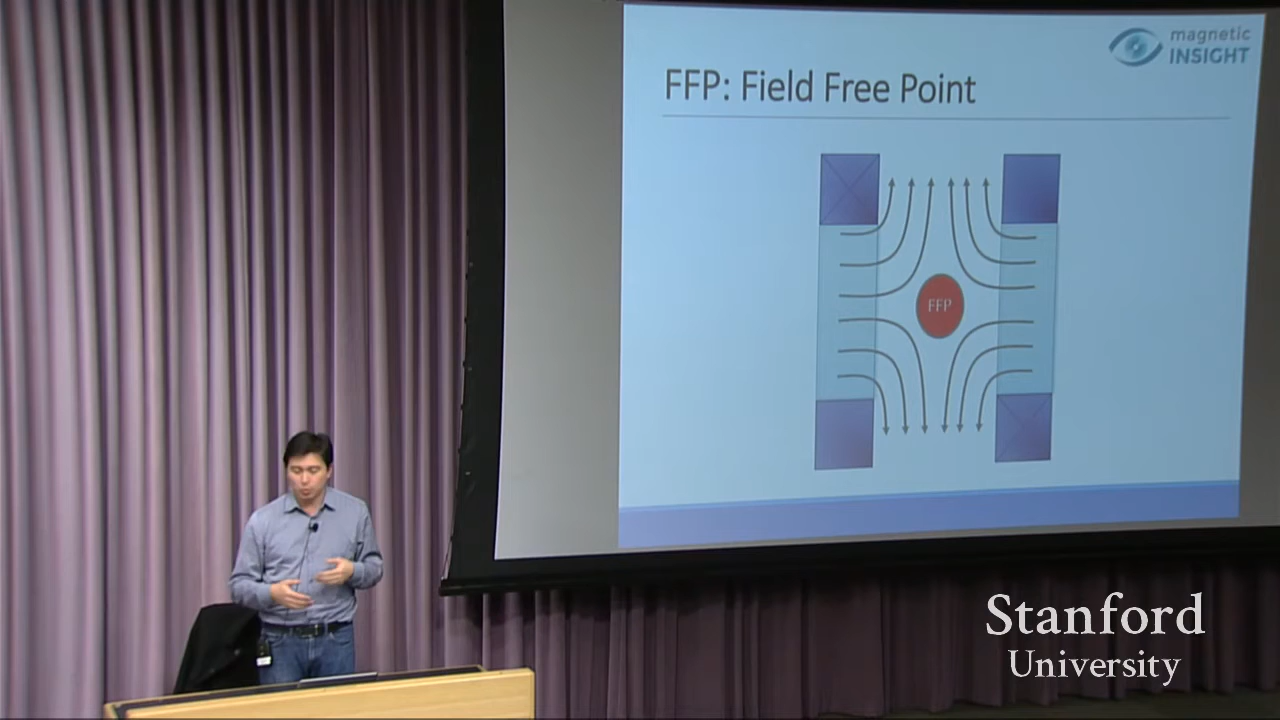 magnetic
INSIGHT
FFP: Field Free Point
FFP
Stanford
University